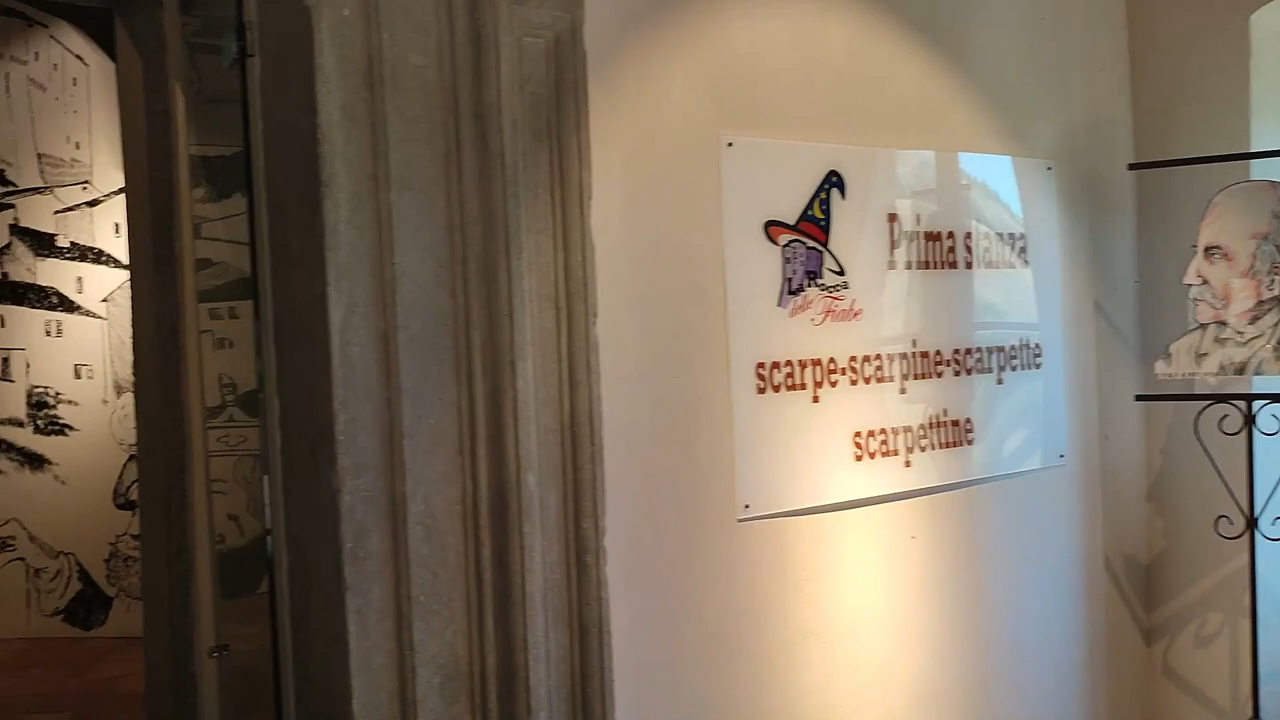 Prima stanza
La Rocca
delle Fiabe
scarpe-scarpine-scarpette
scarpettine